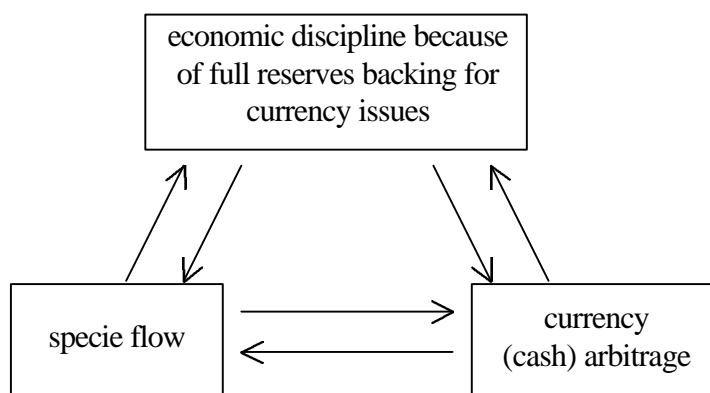 economic discipline because
of full reserves backing for
currency issues
specie flow
currency
(cash) arbitrage